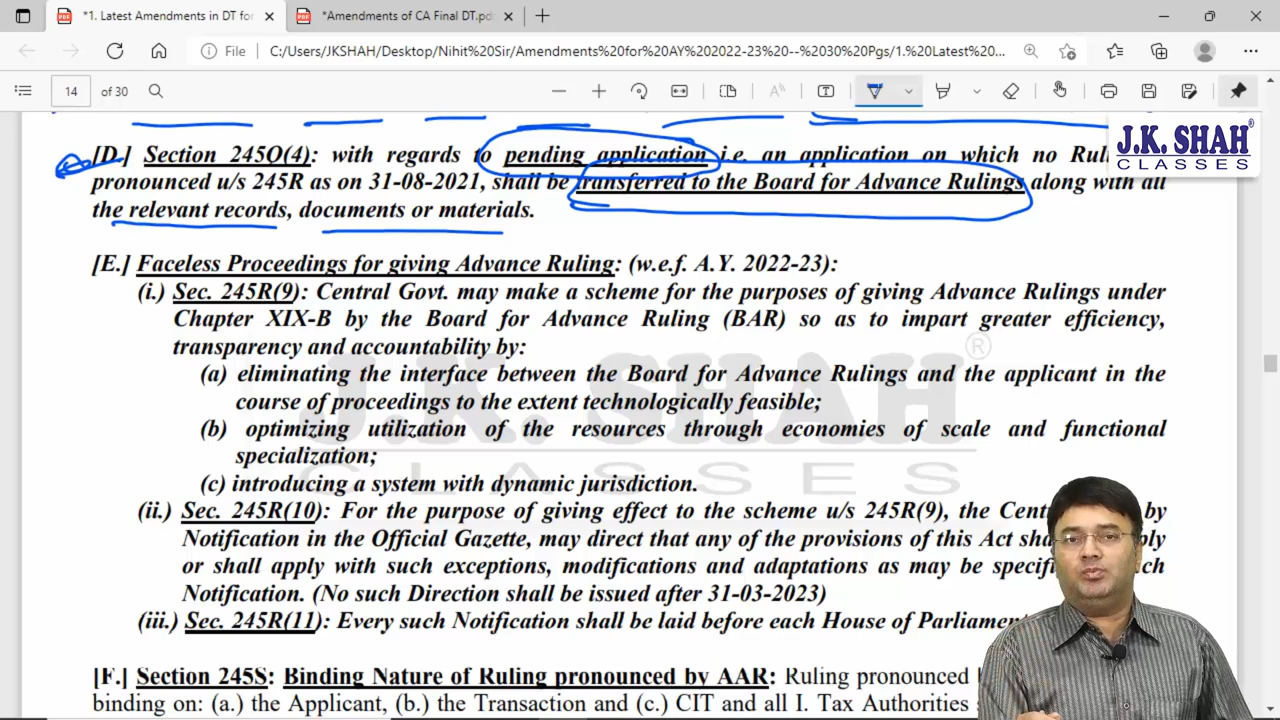 *1. Latest Amendments in DT for
*Amendments of CA Final DT.pdf
File C:/Users/JKSHAH/Desktop/Nihit%20Sir/Amendments%20for%20AY%202022-23%20--%2030%20Pgs/1.%20Latest%20...
14 of 30
J.K. SHAH
CLASSES
[D.] Section 245O(4): with regards to pending application i.e. an application on which no
pronounced u/s 245R as on 31-08-2021, shall be transferred to the Board for Advance Rulings along with all
the relevant records, documents or materials.
[E.] Faceless Proceedings for giving Advance Ruling: (w.e.f. A.Y. 2022-23):
(i.) Sec. 245R(9): Central Govt. may make a scheme for the purposes of giving Advance Rulings under
Chapter XIX-B by the Board for Advance Ruling (BAR) so as to impart greater efficiency,
transparency and accountability by:
(a) eliminating the interface between the Board for Advance Rulings and the applicant in the
course of proceedings to the extent technologically feasible;
(b) optimizing utilization of the resources through economies of scale and functional
specialization;
(c) introducing a system with dynamic jurisdiction.
J.K. SHAH ®
CLASSES
(ii.) Sec. 245R(10): For the purpose of giving effect to the scheme u/s 245R(9), the by
Notification in the Official Gazette, may direct that any of the provisions of this Act
or shall apply with such exceptions, modifications and adaptations as may be
Notification. (No such Direction shall be issued after 31-03-2023)
(iii.) Sec. 245R(11): Every such Notification shall be laid before each House of
[F.] Section 245S: Binding Nature of Ruling pronounced by AAR: Ruling pronounced
binding on: (a.) the Applicant, (b.) the Transaction and (c.) CIT and all I. Tax Authorities